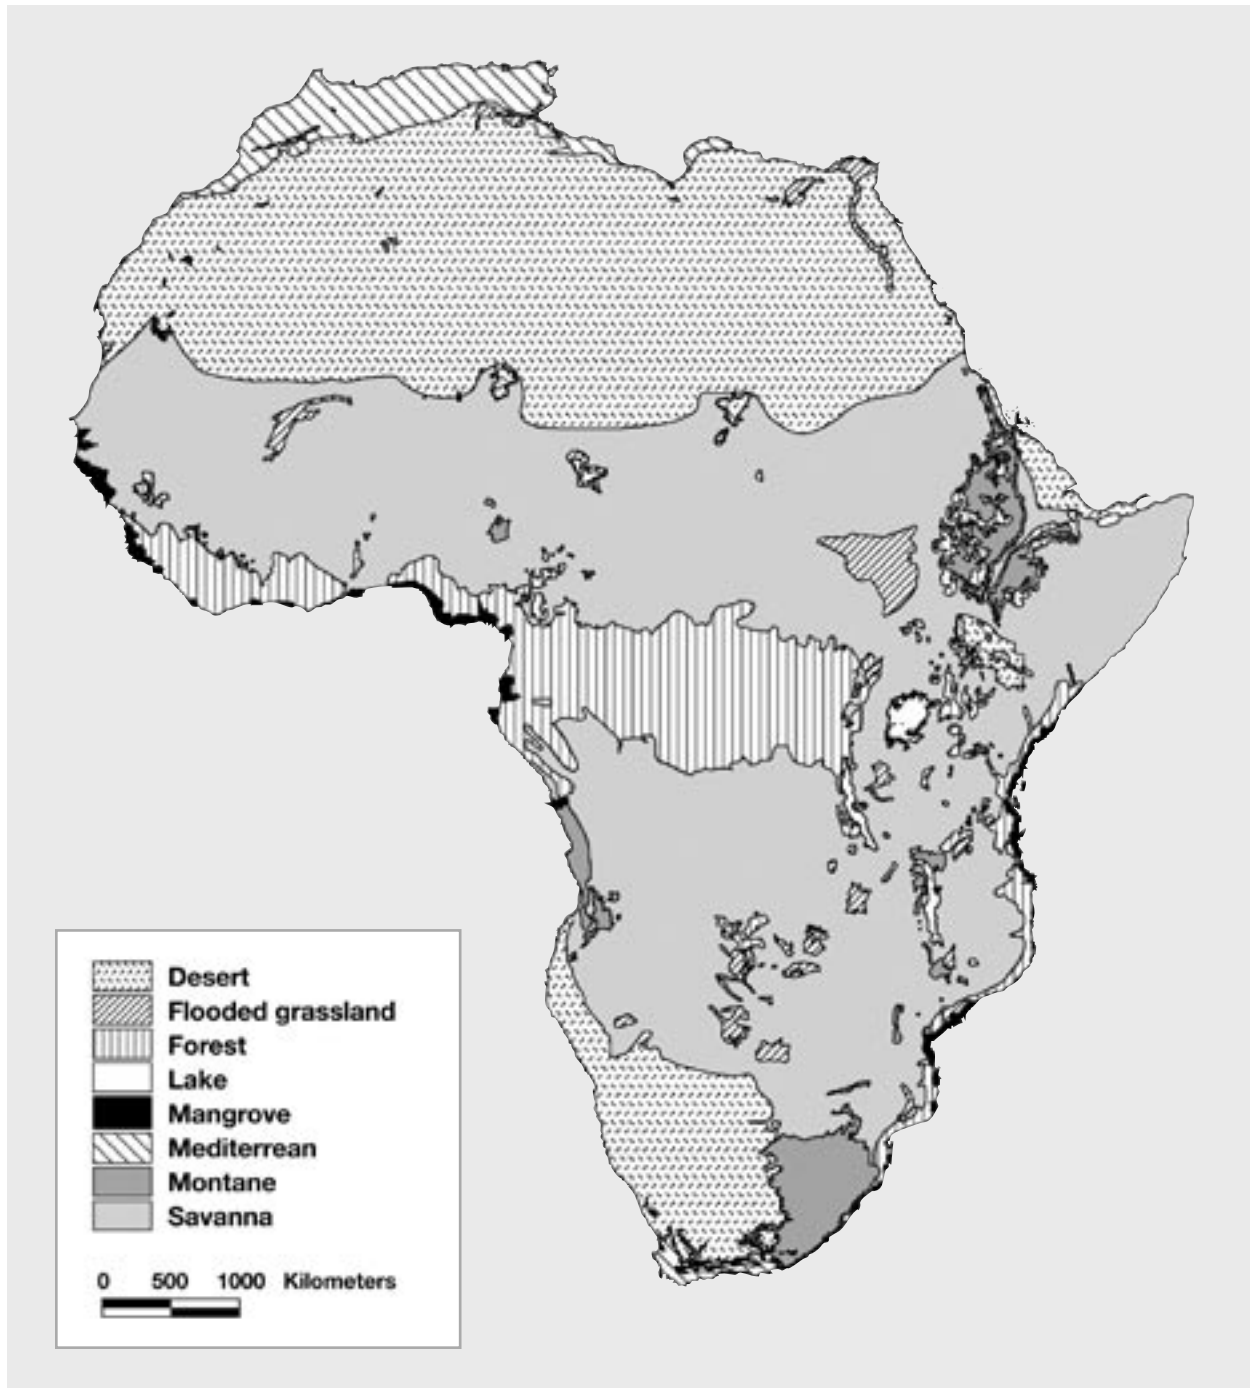 Desert
Flooded grassland
Forest
Lake
Mangrove
Mediterrean
Montane
Savanna
0 500 1000 Kilometers